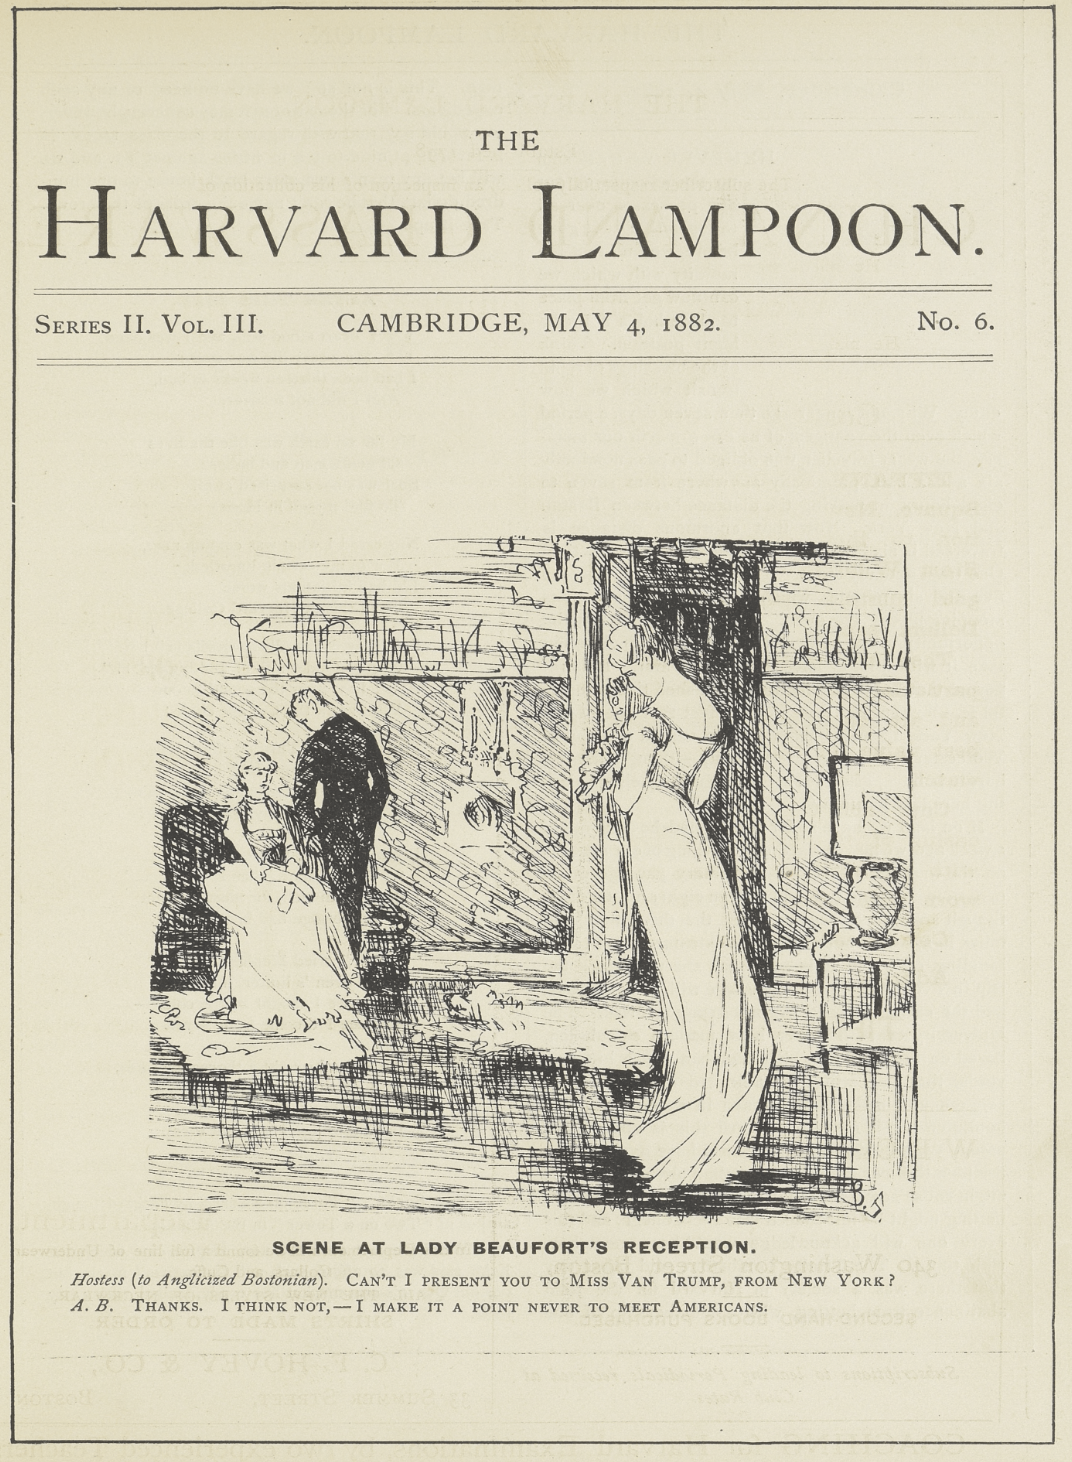 THE
HARVARD LAMPOON.
SERIES II. VOL. III. CAMBRIDGE, MAY 4, 1882. No. 6.
B. J.
SCENE AT LADY BEAUFORT'S RECEPTION.
Hostess (to Anglicized Bostonian). CAN'T I PRESENT YOU TO MISS VAN TRUMP, FROM NEW YORK?
A. B. THANKS. I THINK NOT,—I MAKE IT A POINT NEVER TO MEET AMERICANS.